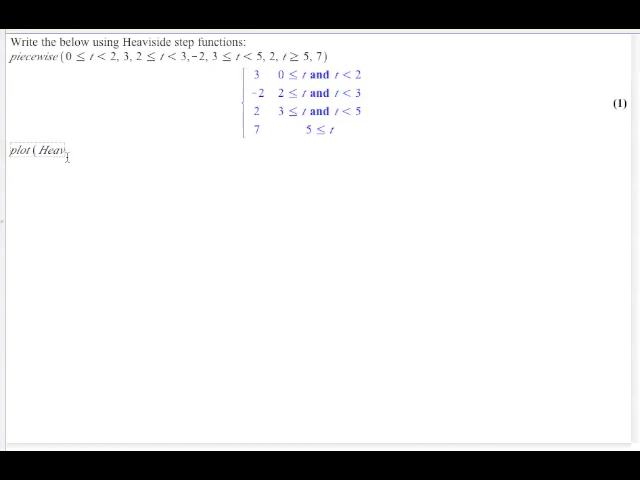 Write the below using Heaviside step functions:
piecewise(0 ≤ t < 2, 3, 2 ≤ t < 3, −2, 3 ≤ t < 5, 2, t ≥ 5, 7)
3 0 ≤ t and t < 2
−2 2 ≤ t and t < 3
(1)
2 3 ≤ t and t < 5
7 5 ≤ t
plot(Heav